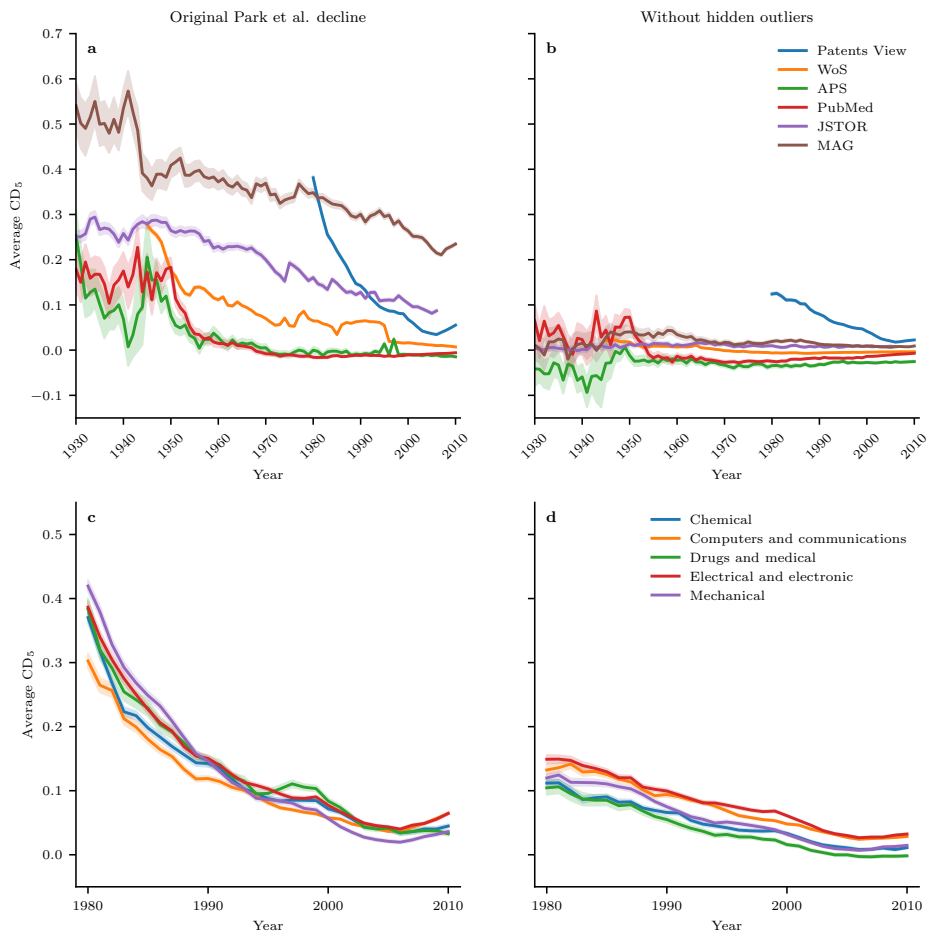 Original Park et al. decline
Without hidden outliers
a
b
Patents View
WoS
APS
PubMed
JSTOR
MAG
0.7
0.6
0.5
0.4
0.3
0.2
0.1
0.0
−0.1
Average CD₅
1930
1940
1950
1960
1970
1980
1990
2000
2010
Year
1930
1940
1950
1960
1970
1980
1990
2000
2010
Year
c
d
Chemical
Computers and communications
Drugs and medical
Electrical and electronic
Mechanical
0.5
0.4
0.3
0.2
0.1
0.0
Average CD₅
1980
1990
2000
2010
Year
1980
1990
2000
2010
Year